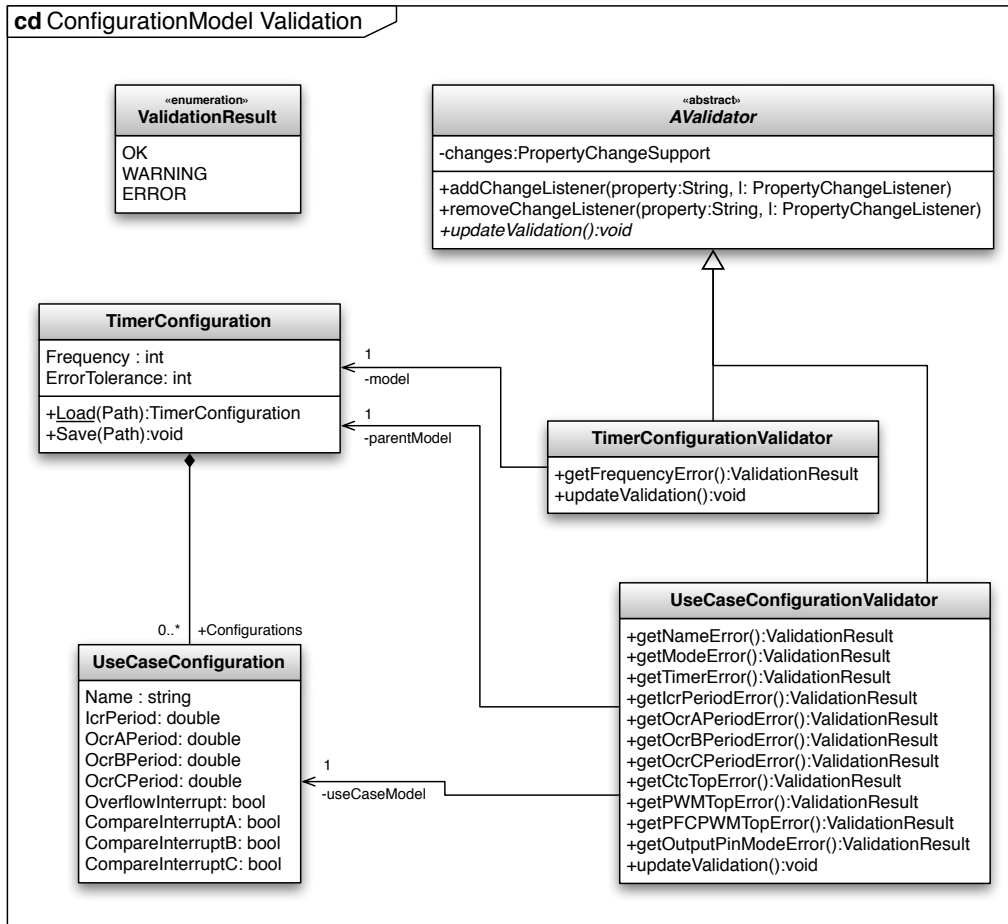 cd ConfigurationModel Validation
«enumeration»
ValidationResult
OK
WARNING
ERROR
«abstract»
AValidator
-changes:PropertyChangeSupport
+addChangeListener(property:String, l: PropertyChangeListener)
+removeChangeListener(property:String, l: PropertyChangeListener)
+updateValidation():void
TimerConfiguration
Frequency : int
ErrorTolerance: int
+Load(Path):TimerConfiguration
+Save(Path):void
1
-model
1
-parentModel
TimerConfigurationValidator
+getFrequencyError():ValidationResult
+updateValidation():void
0..*
+Configurations
UseCaseConfiguration
Name : string
IcrPeriod: double
OcrAPeriod: double
OcrBPeriod: double
OcrCPeriod: double
OverflowInterrupt: bool
CompareInterruptA: bool
CompareInterruptB: bool
CompareInterruptC: bool
1
-useCaseModel
UseCaseConfigurationValidator
+getNameError():ValidationResult
+getModeError():ValidationResult
+getTimerError():ValidationResult
+getIcrPeriodError():ValidationResult
+getOcrAPeriodError():ValidationResult
+getOcrBPeriodError():ValidationResult
+getOcrCPeriodError():ValidationResult
+getCtcTopError():ValidationResult
+getPWMTopError():ValidationResult
+getPFCPWMTopError():ValidationResult
+getOutputPinModeError():ValidationResult
+updateValidation():void